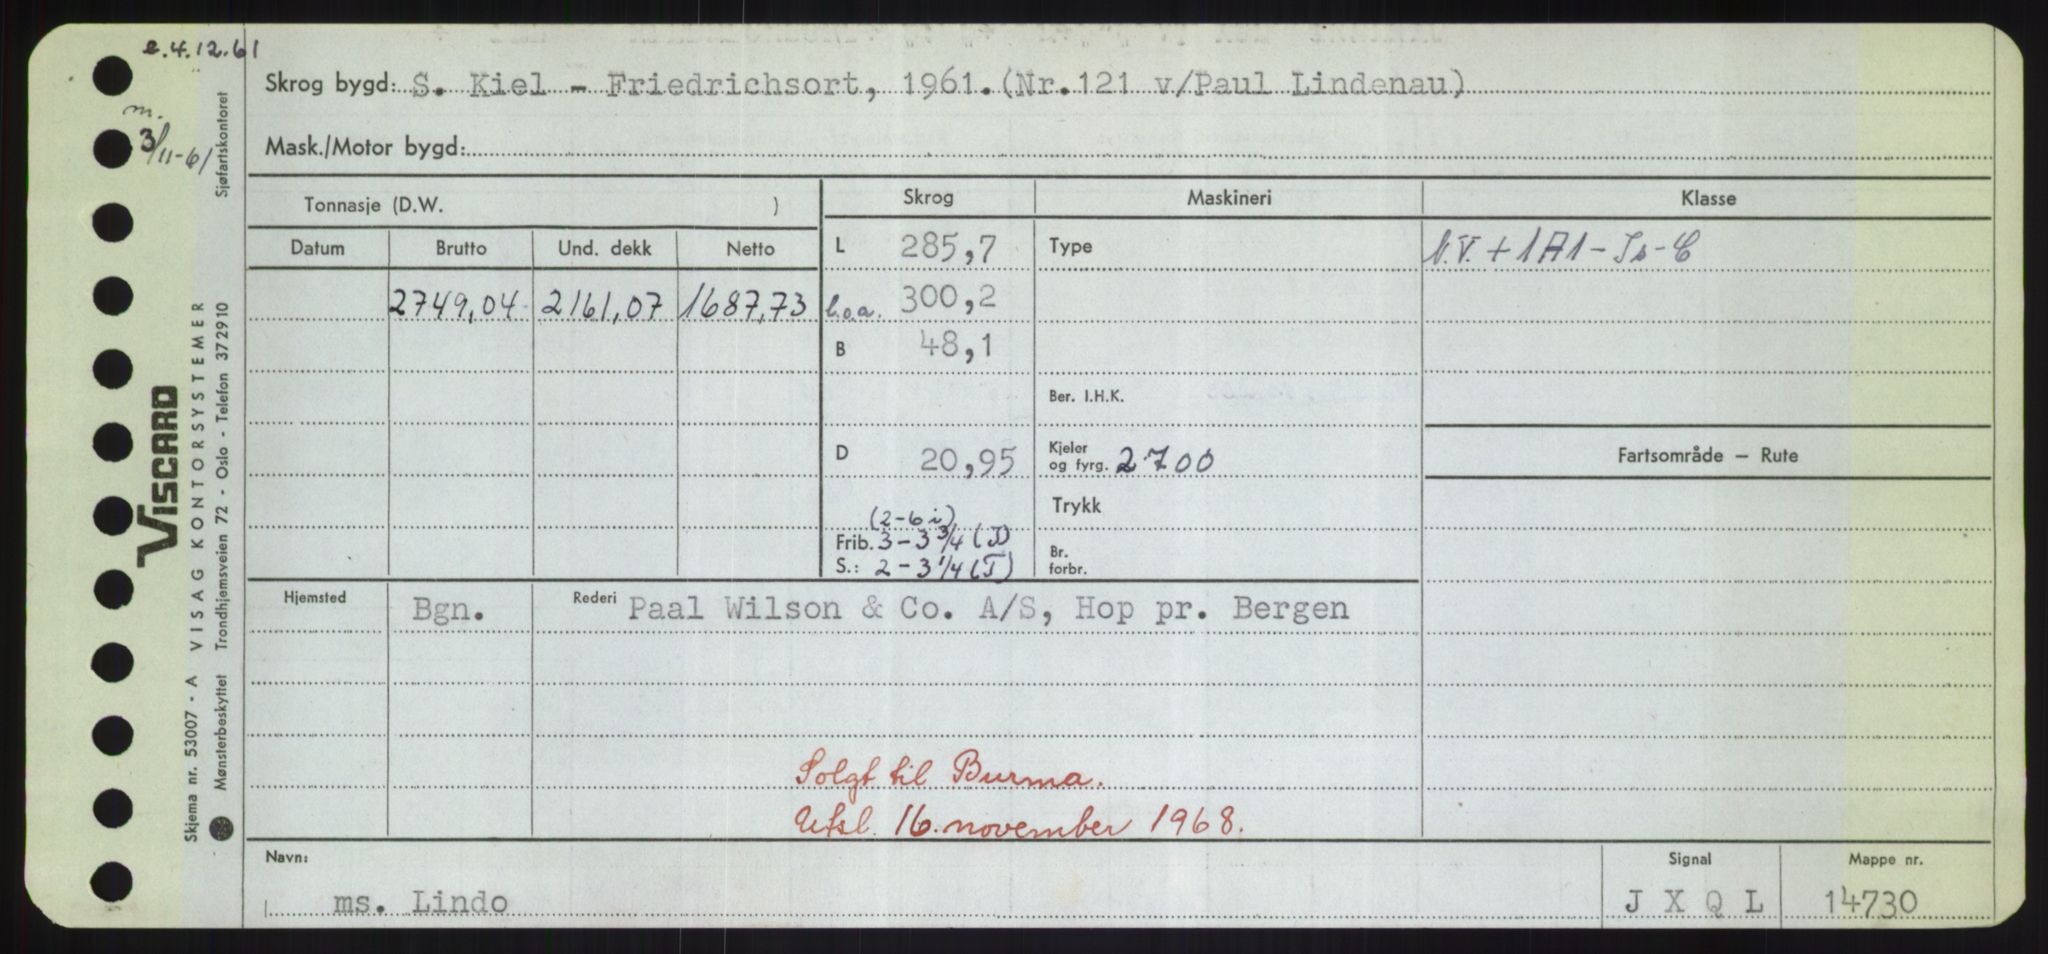 e.4.12.61
m.
3/11-61
Skrog bygd: S. Kiel - Friedrichsort, 1961. (Nr.121 v/Paul Lindenau)
Mask./Motor bygd:
Tonnasje (D.W. )
Skrog Maskineri Klasse
Datum Brutto Und. dekk Netto
L 285,7 Type N.V. + 1A1 - Is - C
2749,04 2161,07 1687,73 l.o.a. 300,2
B 48,1
Ber. I.H.K.
D 20,95 Kjeler og fyrg. 2700
Fartsområde – Rute
Trykk
(2-6 i)
Frib. 3 - 3 3/4 (I)
S.: 2 - 3 1/4 (T)
Br. forbr.
Hjemsted Bgn. Rederi Paal Wilson & Co. A/S, Hop pr. Bergen
Solgt til Burma.
Utsl. 16. november 1968.
Navn: ms. Lindo
Signal J X Q L
Mappe nr. 14730
VISCARD
Skjema nr. 53007 - A VISAG KONTORSYSTEMER
Mønsterbeskyttet Trondhjemsveien 72 - Oslo - Telefon 372910
Sjøfartskontoret